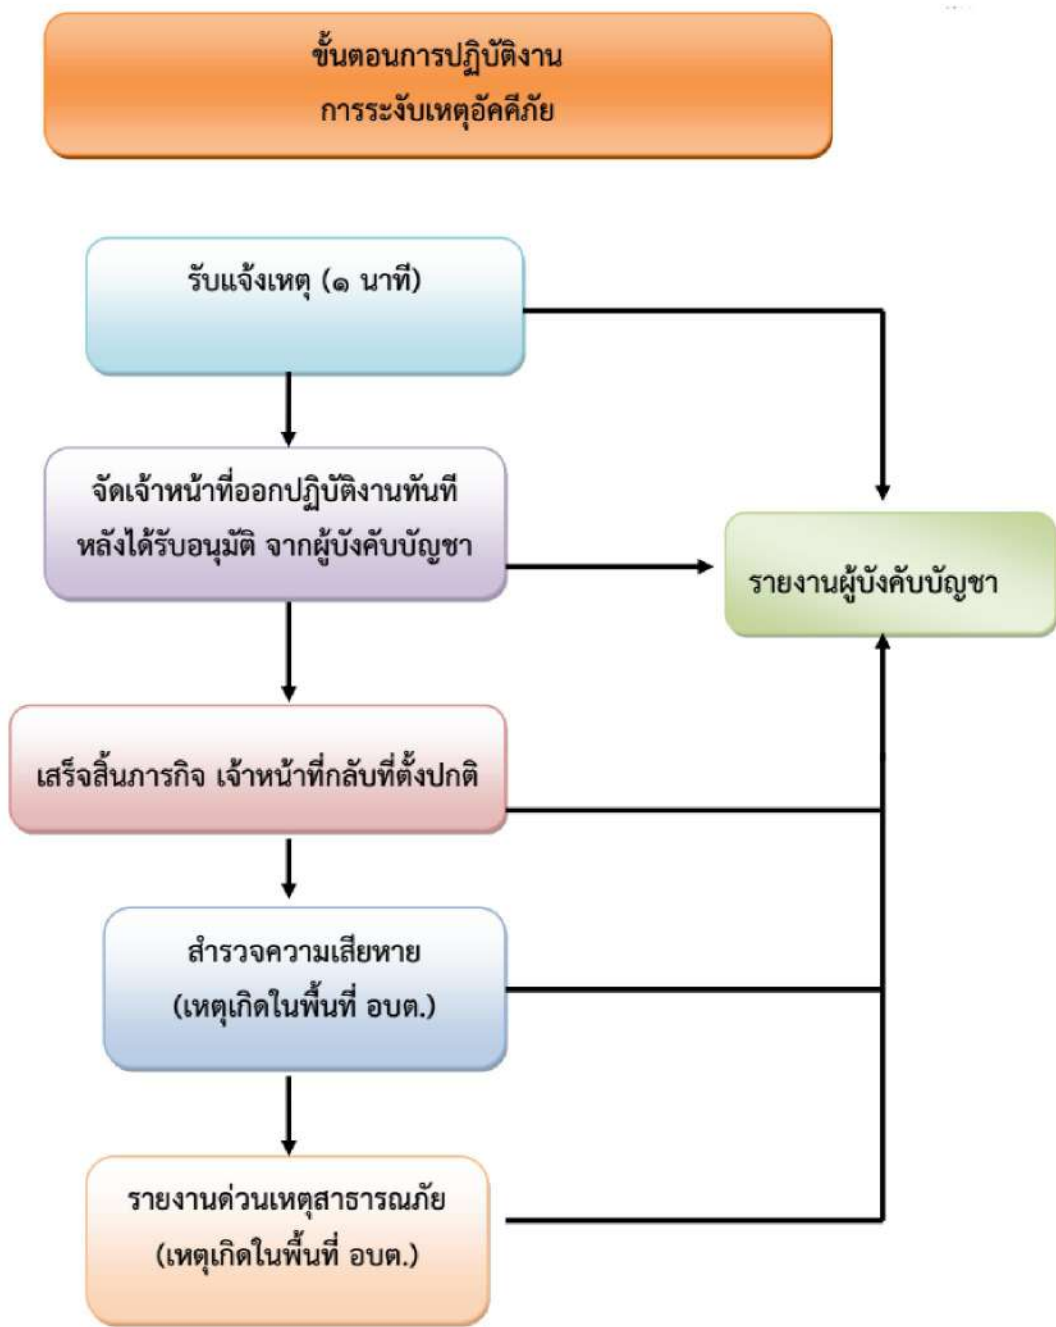 ขั้นตอนการปฏิบัติงาน
การระงับเหตุอัคคีภัย
รับแจ้งเหตุ (๑ นาที)
จัดเจ้าหน้าที่ออกปฏิบัติงานทันที
หลังได้รับอนุมัติ จากผู้บังคับบัญชา
รายงานผู้บังคับบัญชา
เสร็จสิ้นภารกิจ เจ้าหน้าที่กลับที่ตั้งปกติ
สำรวจความเสียหาย
(เหตุเกิดในพื้นที่ อบต.)
รายงานด่วนเหตุสาธารณภัย
(เหตุเกิดในพื้นที่ อบต.)